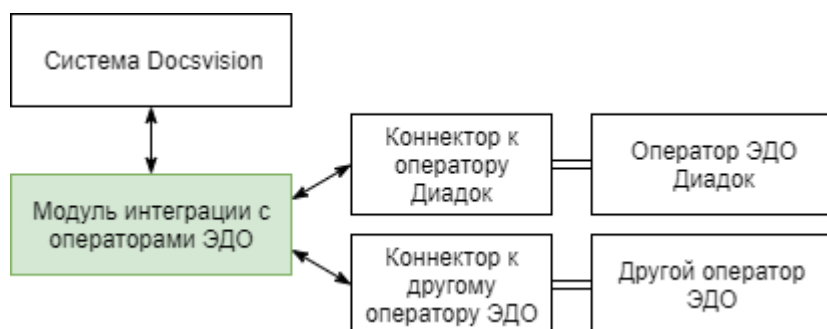 Система Docsvision
Коннектор к
оператору
Диадок
Оператор ЭДО
Диадок
Модуль интеграции с
операторами ЭДО
Коннектор к
другому
оператору ЭДО
Другой оператор
ЭДО